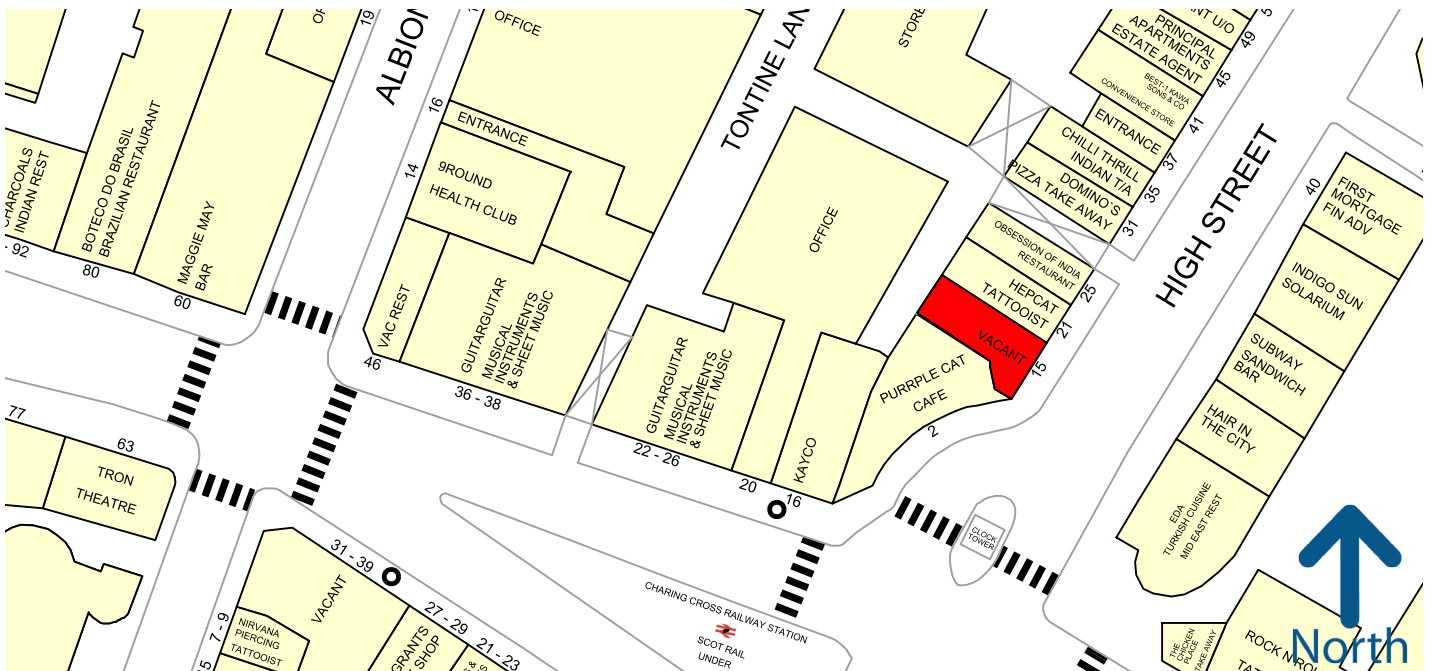 OFFICE
ALBION
19
16
ENTRANCE
9ROUND
HEALTH CLUB
14
TONTINE LAN
STORE
OFFICE
NT U/O
PRINCIPAL
APARTMENTS
ESTATE AGENT
BEST-1 KAWA
SONS & CO
CONVENIENCE STORE
ENTRANCE
CHILLI THRILL
INDIAN T/A
DOMINO'S
PIZZA TAKE AWAY
49
45
41
37
35
31
HIGH STREET
OBSESSION OF INDIA
RESTAURANT
HEPCAT
TATTOOIST
VACANT
25
21
15
PURRPLE CAT
CAFE
2
40
FIRST
MORTGAGE
FIN ADV
INDIGO SUN
SOLARIUM
SUBWAY
SANDWICH
BAR
HAIR IN
THE CITY
EDA
TURKISH CUISINE
MID EAST REST
HARCOALS
INDIAN REST
- 92
BOTECO DO BRASIL
BRAZILIAN RESTAURANT
80
MAGGIE MAY
BAR
60
VAC REST
46
GUITARGUITAR
MUSICAL
INSTRUMENTS
& SHEET MUSIC
36 - 38
GUITARGUITAR
MUSICAL
INSTRUMENTS
& SHEET MUSIC
22 - 26
20
KAYCO
16
77
63
TRON
THEATRE
31 - 39
VACANT
27 - 29
21 - 23
7 - 9
NIRVANA
PIERCING
TATTOOIST
GRANTS
SHOP
CLOCK
TOWER
CHARING CROSS RAILWAY STATION
SCOT RAIL
UNDER
THE
CHICKEN
PLACE
TAKE AWAY
ROCK N RO
North